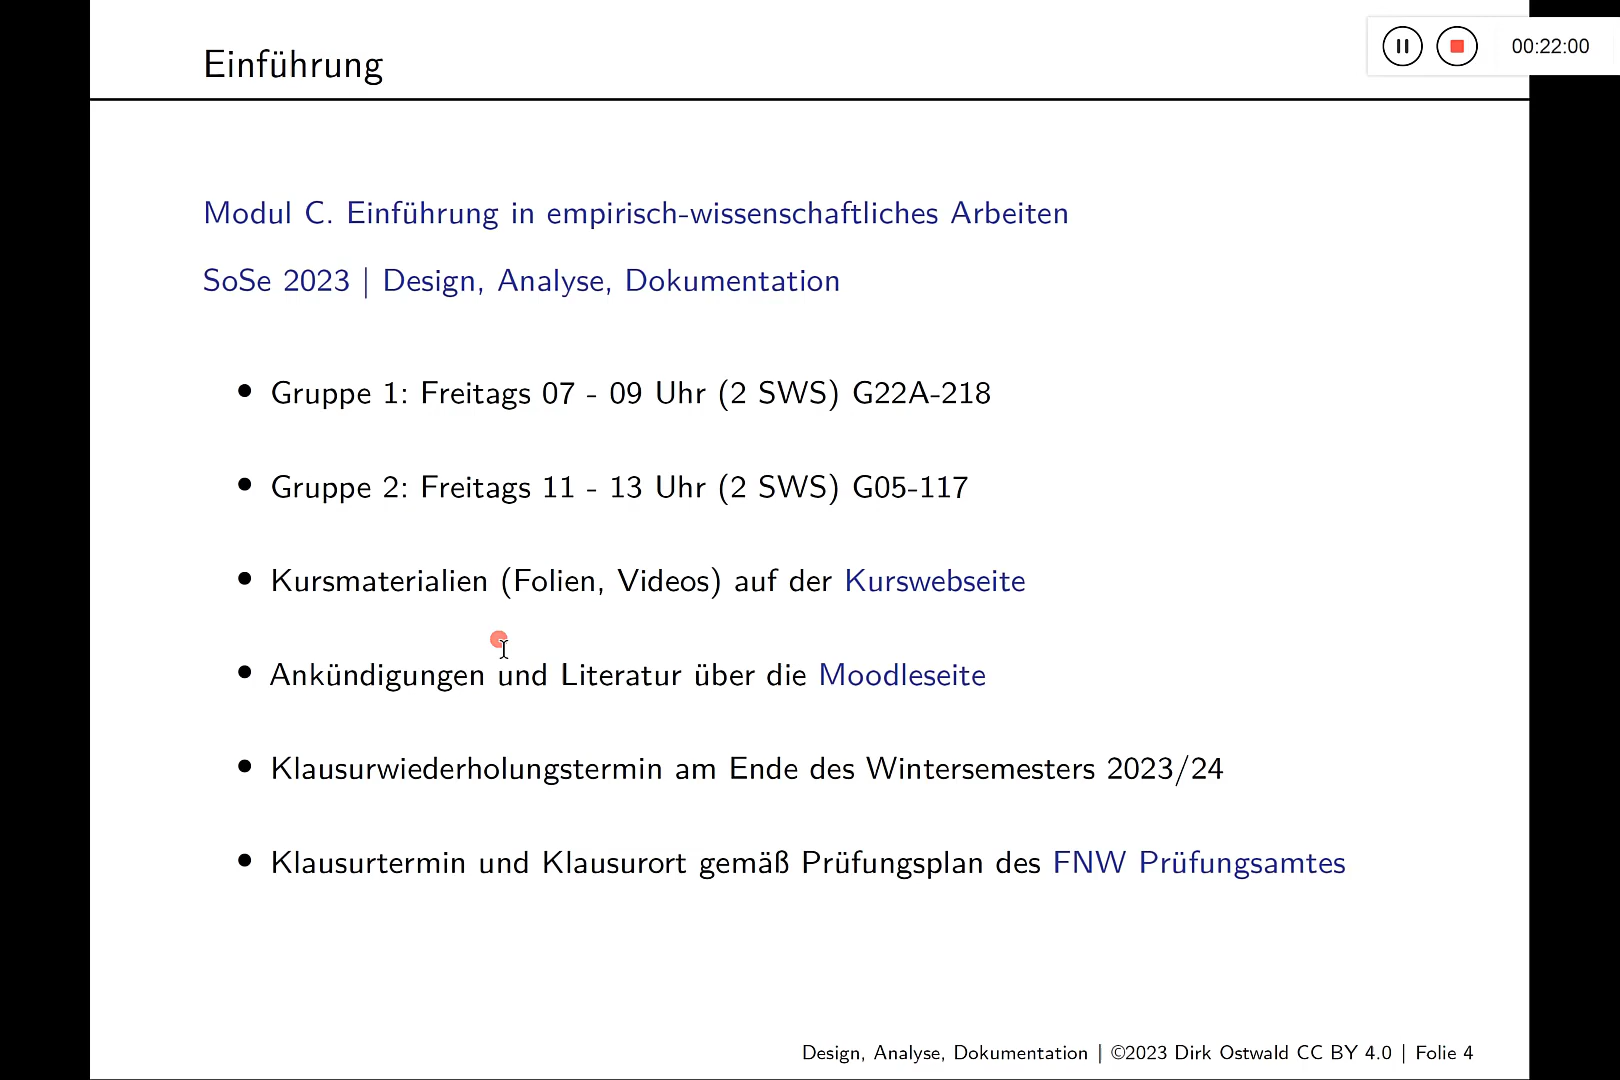 Einführung
00:22:00
Modul C. Einführung in empirisch-wissenschaftliches Arbeiten
SoSe 2023 | Design, Analyse, Dokumentation
• Gruppe 1: Freitags 07 - 09 Uhr (2 SWS) G22A-218
• Gruppe 2: Freitags 11 - 13 Uhr (2 SWS) G05-117
• Kursmaterialien (Folien, Videos) auf der Kurswebseite
• Ankündigungen und Literatur über die Moodleseite
• Klausurwiederholungstermin am Ende des Wintersemesters 2023/24
• Klausurtermin und Klausurort gemäß Prüfungsplan des FNW Prüfungsamtes
Design, Analyse, Dokumentation | ©2023 Dirk Ostwald CC BY 4.0 | Folie 4